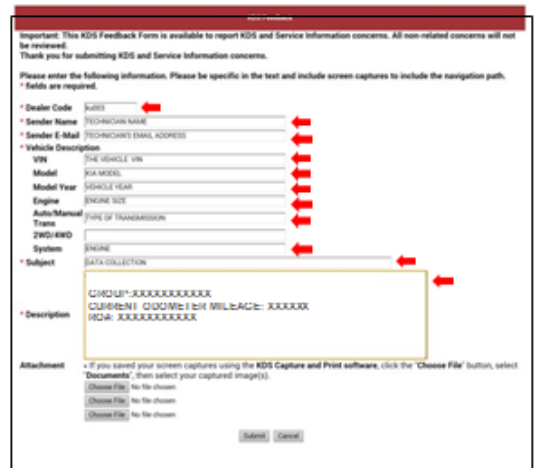 KDS Feedback
Important: This KDS Feedback Form is available to report KDS and Service Information concerns. All non-related concerns will not
be reviewed.
Thank you for submitting KDS and Service Information concerns.
Please enter the following information. Please be specific in the text and include screen captures to include the navigation path.
* fields are required.
* Dealer Code ku003
* Sender Name TECHNICIAN NAME
* Sender E-Mail TECHNICIAN'S EMAIL ADDRESS
* Vehicle Description
VIN THE VEHICLE VIN
Model KIA MODEL
Model Year VEHICLE YEAR
Engine ENGINE SIZE
Auto/Manual
Trans TYPE OF TRANSMISSION
2WD/4WD
System ENGINE
* Subject DATA COLLECTION
GROUP:XXXXXXXXXXX
CURRENT ODOMETER MILEAGE: XXXXXX
* Description
ROA: XXXXXXXXXXX
Attachment • If you saved your screen captures using the KDS Capture and Print software, click the "Choose File" button, select
"Documents", then select your captured image(s).
Choose File No file chosen
Choose File No file chosen
Choose File No file chosen
Submit Cancel